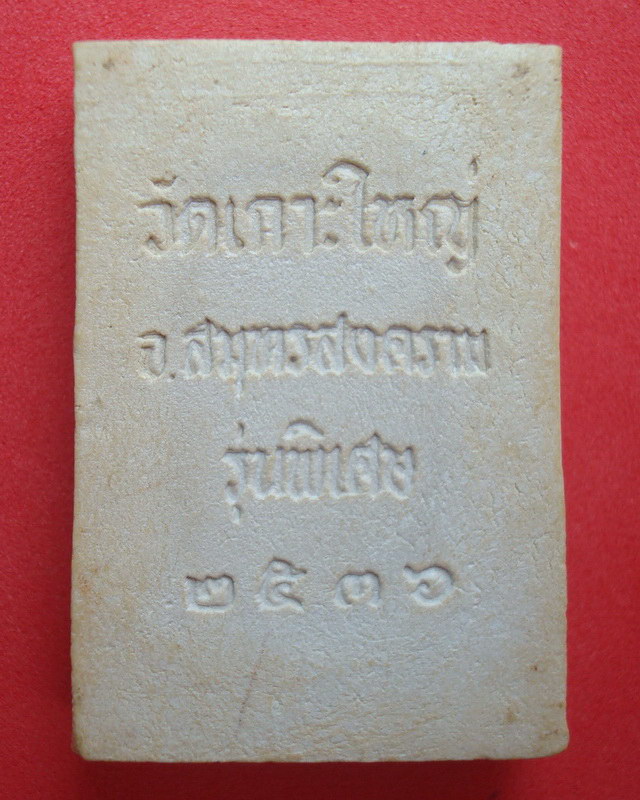 วัดเกาะใหญ่
จ.สมุทรสงคราม
รุ่นพิเศษ
๒๕๓๖